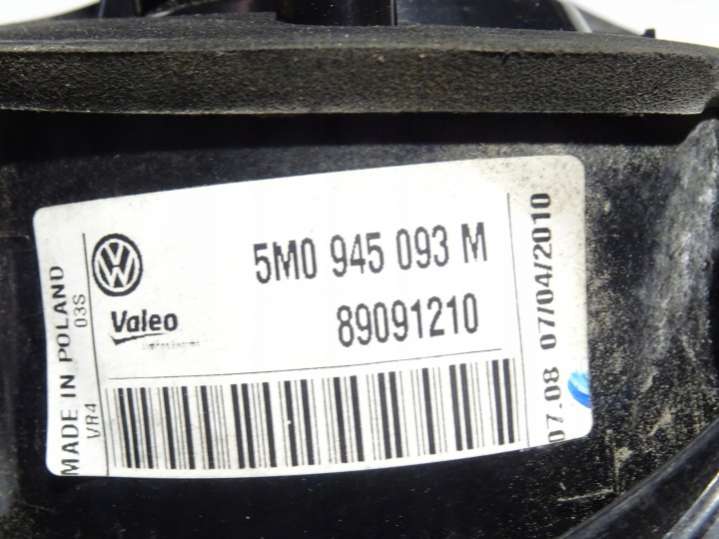 5M0 945 093 M
Valeo
89091210
MADE IN POLAND
03S
VR4
07.08 07/04/2010